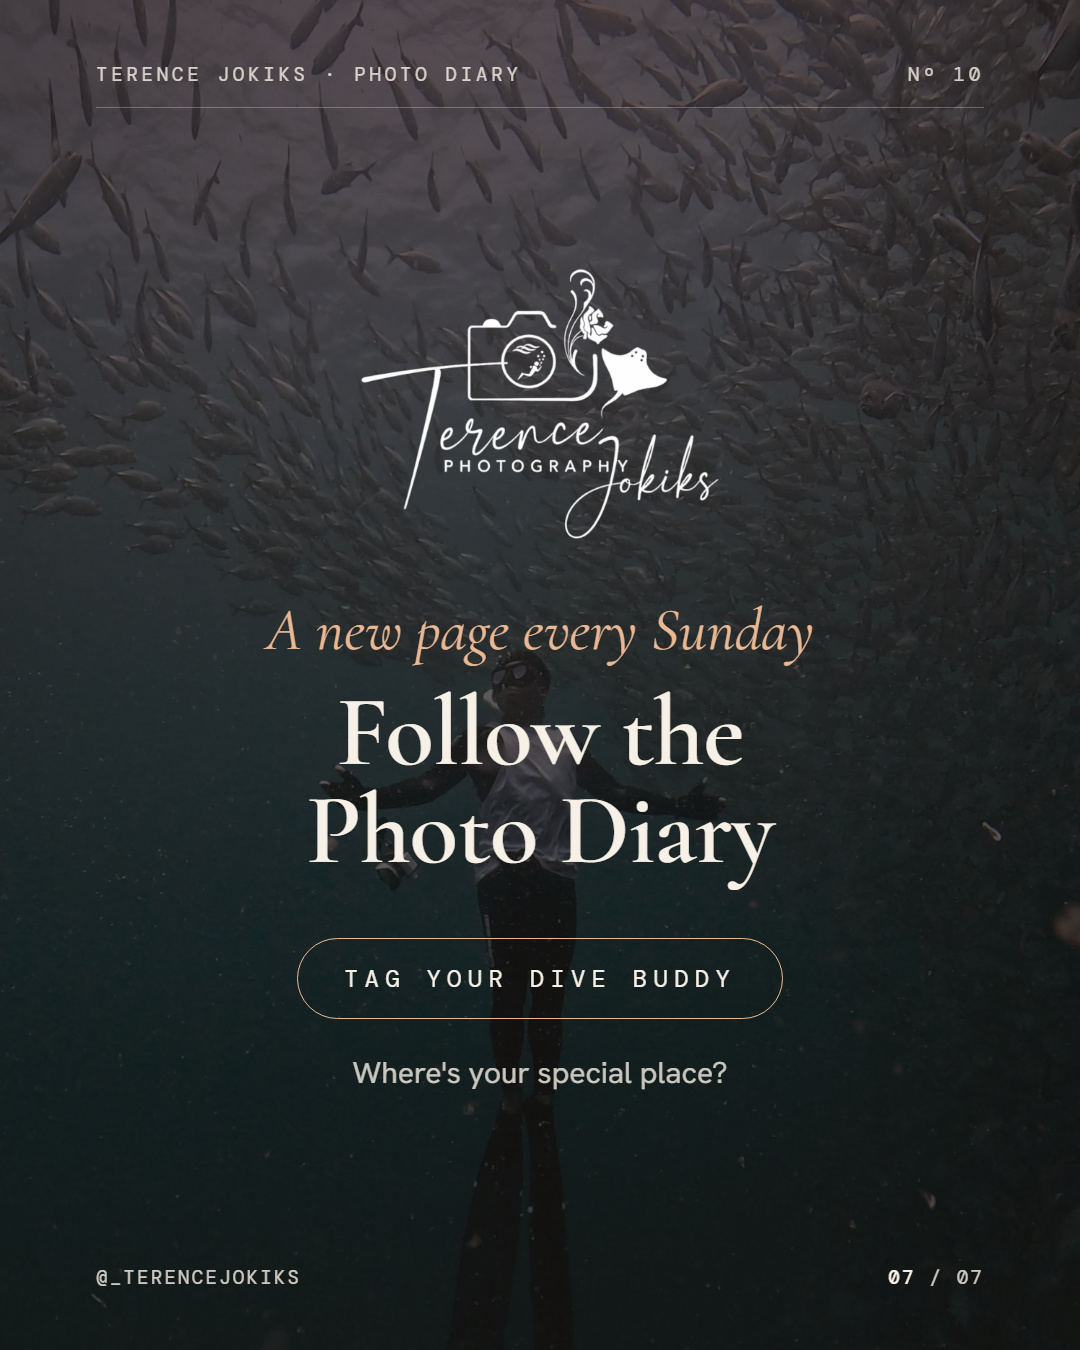 TERENCE JOKIKS · PHOTO DIARY
Nº 10
Terence
PHOTOGRAPHY
Jokiks
A new page every Sunday
Follow the
Photo Diary
TAG YOUR DIVE BUDDY
Where's your special place?
@_TERENCEJOKIKS
07 / 07